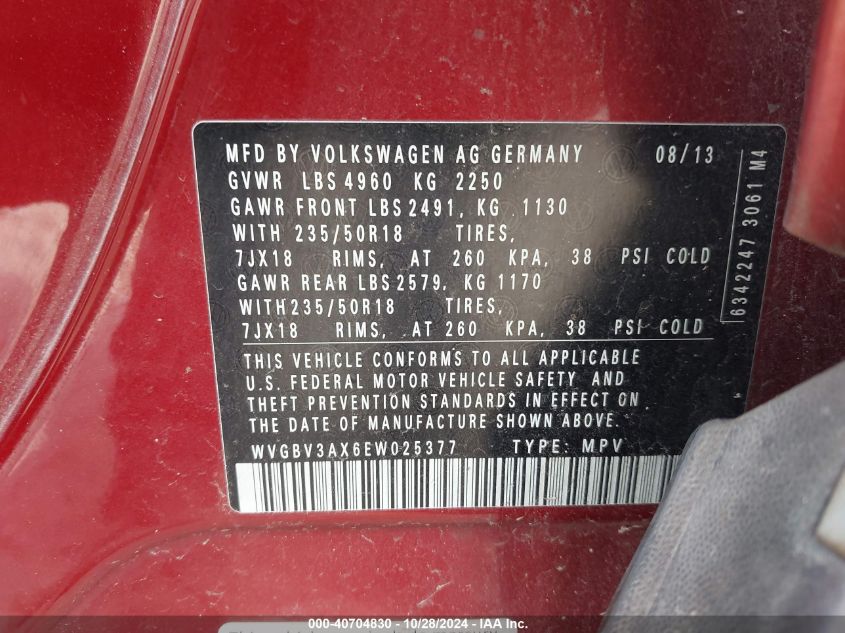 MFD BY VOLKSWAGEN AG GERMANY 08/13
GVWR LBS 4960 KG 2250
GAWR FRONT LBS 2491, KG 1130
WITH 235/50R18 TIRES,
7JX18 RIMS, AT 260 KPA, 38 PSI COLD
GAWR REAR LBS 2579, KG 1170
WITH 235/50R18 TIRES,
7JX18 RIMS, AT 260 KPA, 38 PSI COLD
THIS VEHICLE CONFORMS TO ALL APPLICABLE
U.S. FEDERAL MOTOR VEHICLE SAFETY AND
THEFT PREVENTION STANDARDS IN EFFECT ON
THE DATE OF MANUFACTURE SHOWN ABOVE.
WVGBV3AX6EW025377 TYPE: MPV
6342247 3061 M4
000-40704830 - 10/28/2024 - IAA Inc.